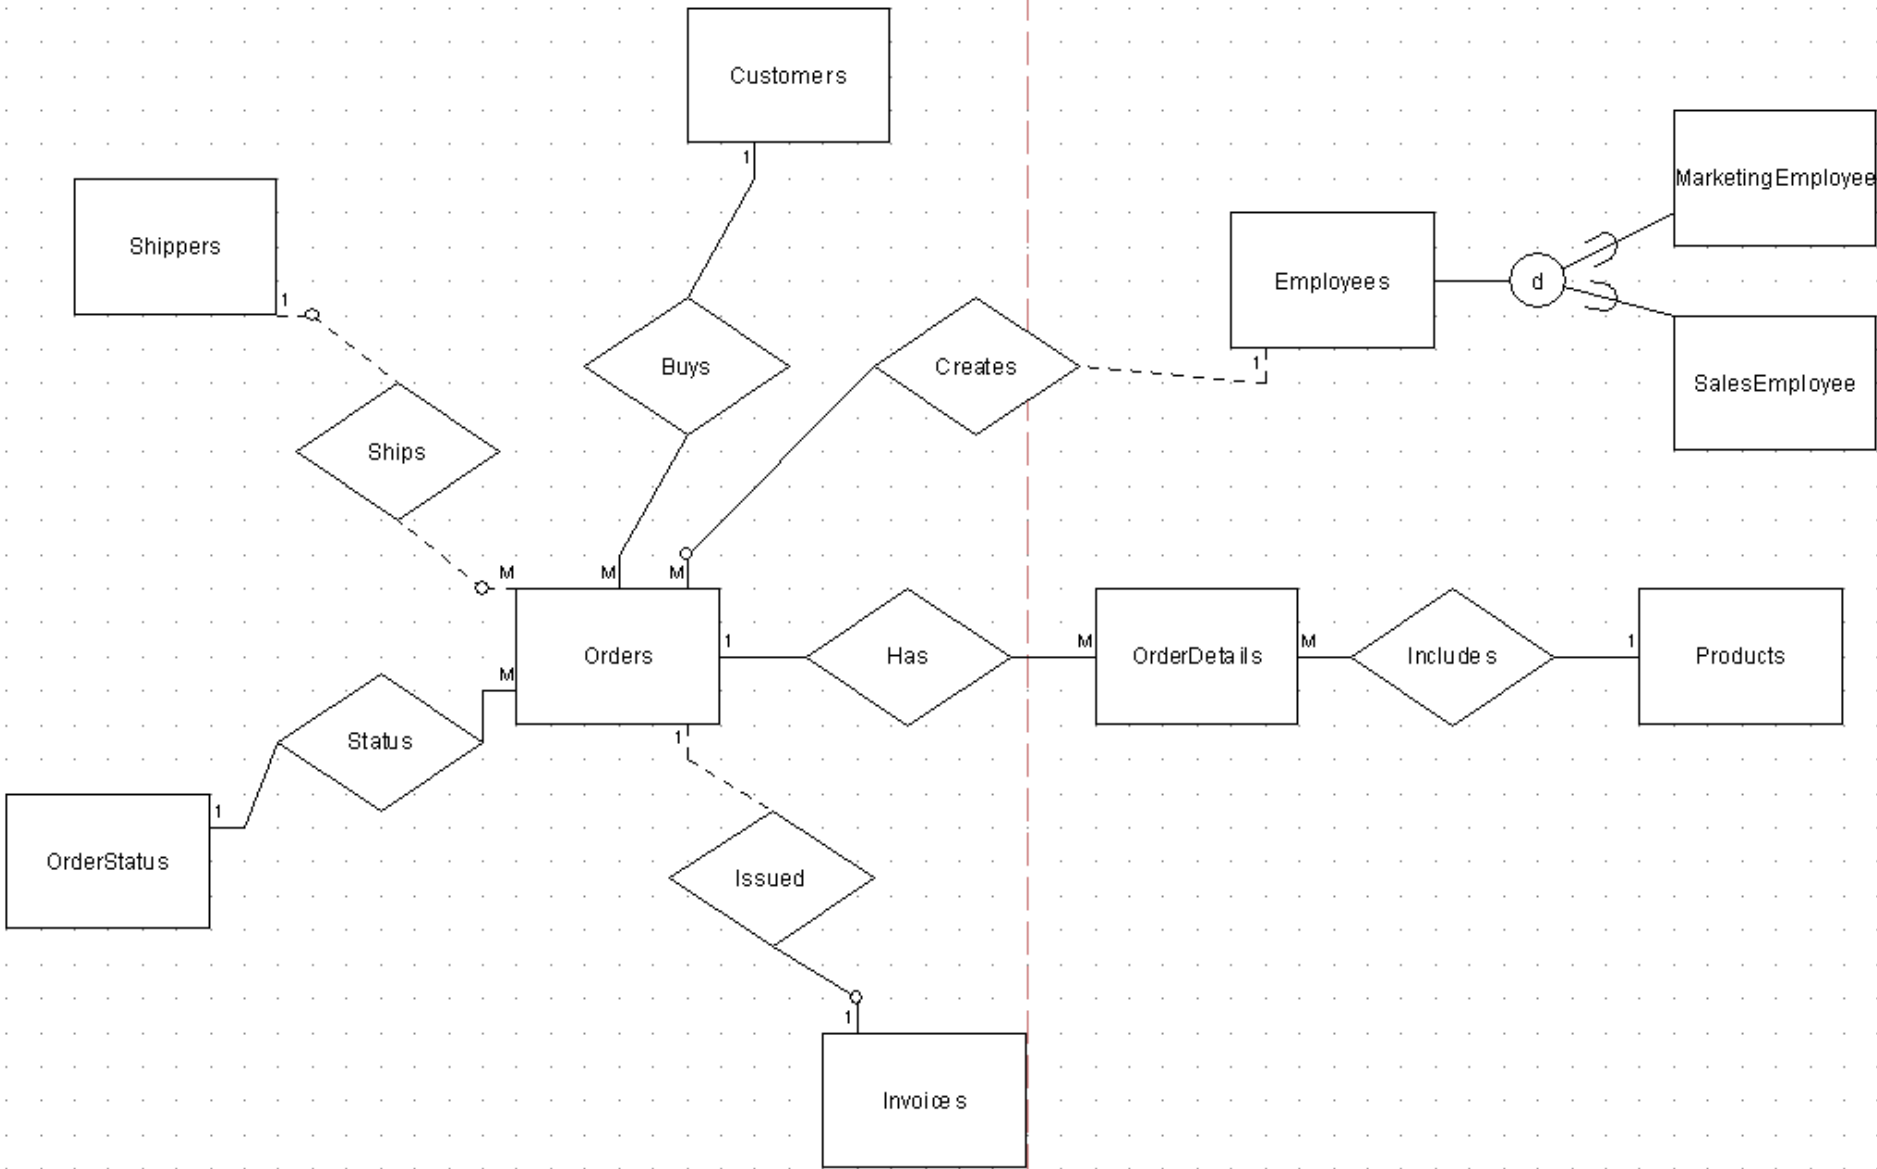 Customers
1
MarketingEmployee
Shippers
Employees
d
1
Buys
Creates
1
SalesEmployee
Ships
M
M
M
Orders
1
Has
M
OrderDetails
M
Includes
1
Products
M
Status
1
1
OrderStatus
Issued
1
Invoices